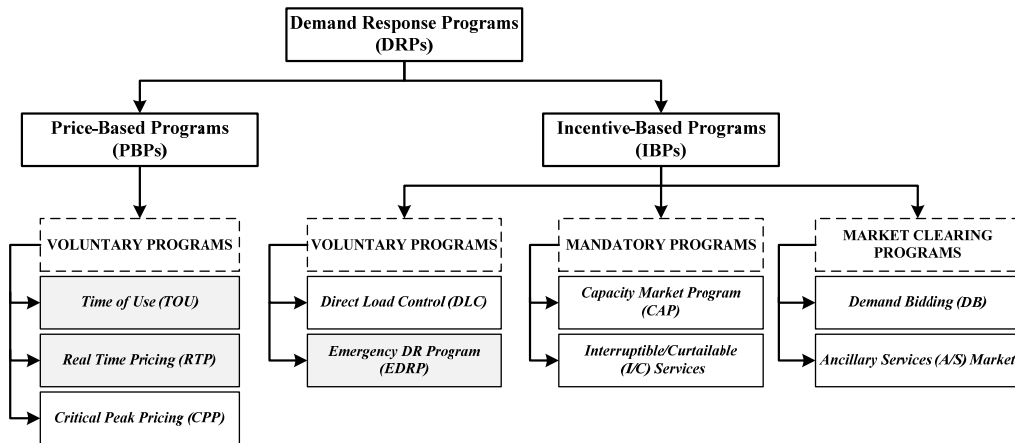 Demand Response Programs
(DRPs)
Price-Based Programs
(PBPs)
Incentive-Based Programs
(IBPs)
VOLUNTARY PROGRAMS
Time of Use (TOU)
Real Time Pricing (RTP)
Critical Peak Pricing (CPP)
VOLUNTARY PROGRAMS
Direct Load Control (DLC)
Emergency DR Program
(EDRP)
MANDATORY PROGRAMS
Capacity Market Program
(CAP)
Interruptible/Curtailable
(I/C) Services
MARKET CLEARING
PROGRAMS
Demand Bidding (DB)
Ancillary Services (A/S) Market